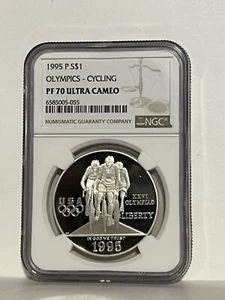 1995 P S$1
OLYMPICS - CYCLING
PF 70 ULTRA CAMEO
6585005-055
NUMISMATIC GUARANTY COMPANY
NGC
USA
XXVI
OLYMPIAD
LIBERTY
IN GOD WE TRUST
1995